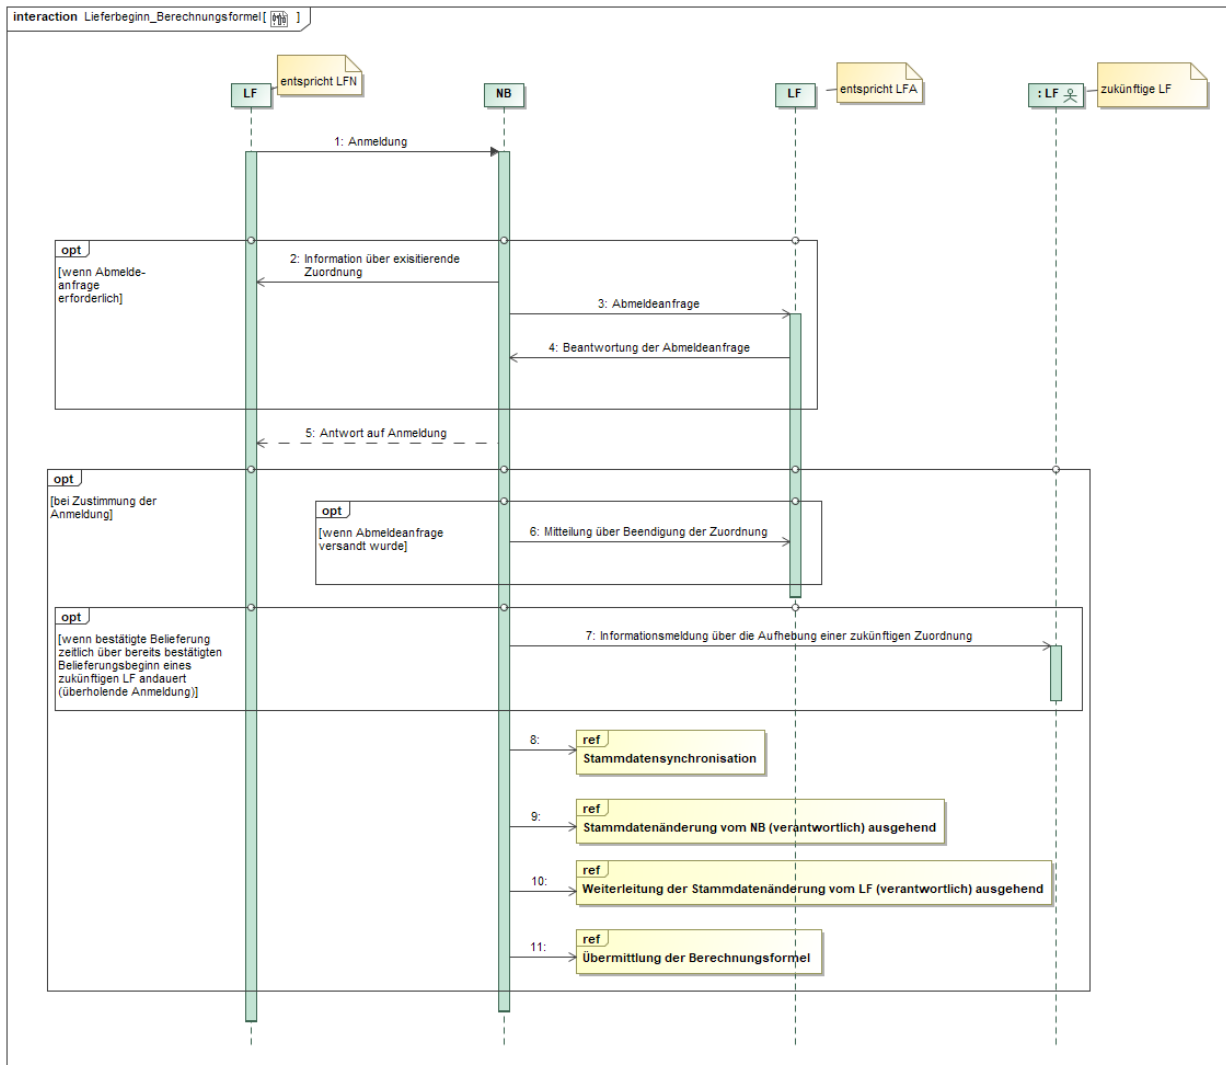 interaction Lieferbeginn_Berechnungsformel[ ]
entspricht LFN
LF
NB
LF
entspricht LFA
: LF
zukünftige LF
1: Anmeldung
opt
[wenn Abmelde-
anfrage
erforderlich]
2: Information über exisitierende
Zuordnung
3: Abmeldeanfrage
4: Beantwortung der Abmeldeanfrage
5: Antwort auf Anmeldung
opt
[bei Zustimmung der
Anmeldung]
opt
[wenn Abmeldeanfrage
versandt wurde]
6: Mitteilung über Beendigung der Zuordnung
opt
[wenn bestätigte Belieferung
zeitlich über bereits bestätigten
Belieferungsbeginn eines
zukünftigen LF andauert
(überholende Anmeldung)]
7: Informationsmeldung über die Aufhebung einer zukünftigen Zuordnung
8:
ref
Stammdatensynchronisation
9:
ref
Stammdatenänderung vom NB (verantwortlich) ausgehend
10:
ref
Weiterleitung der Stammdatenänderung vom LF (verantwortlich) ausgehend
11:
ref
Übermittlung der Berechnungsformel